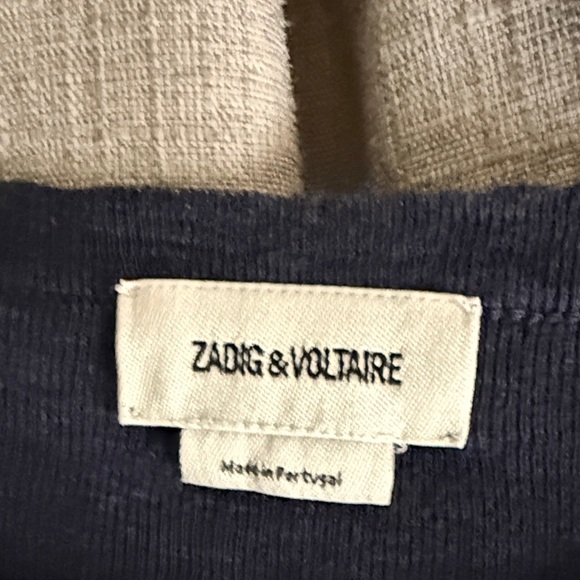 ZADIG & VOLTAIRE
Made in Portugal